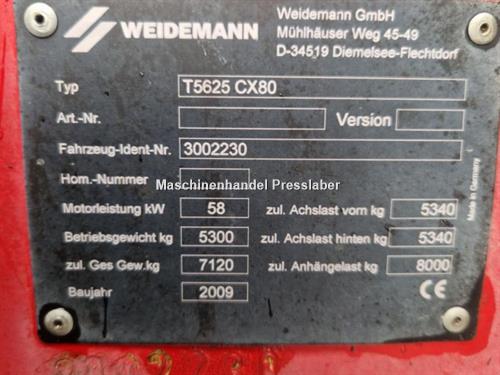 WEIDEMANN
Weidemann GmbH
Mühlhäuser Weg 45-49
D-34519 Diemelsee-Flechtdorf
Typ T5625 CX80
Art.-Nr. Version
Fahrzeug-Ident-Nr. 3002230
Hom.-Nummer
Maschinenhandel Presslaber
Motorleistung kW 58 zul. Achslast vorn kg 5340
Betriebsgewicht kg 5300 zul. Achslast hinten kg 5340
zul. Ges Gew.kg 7120 zul. Anhängelast kg 8000
Baujahr 2009 CE
Made in Germany